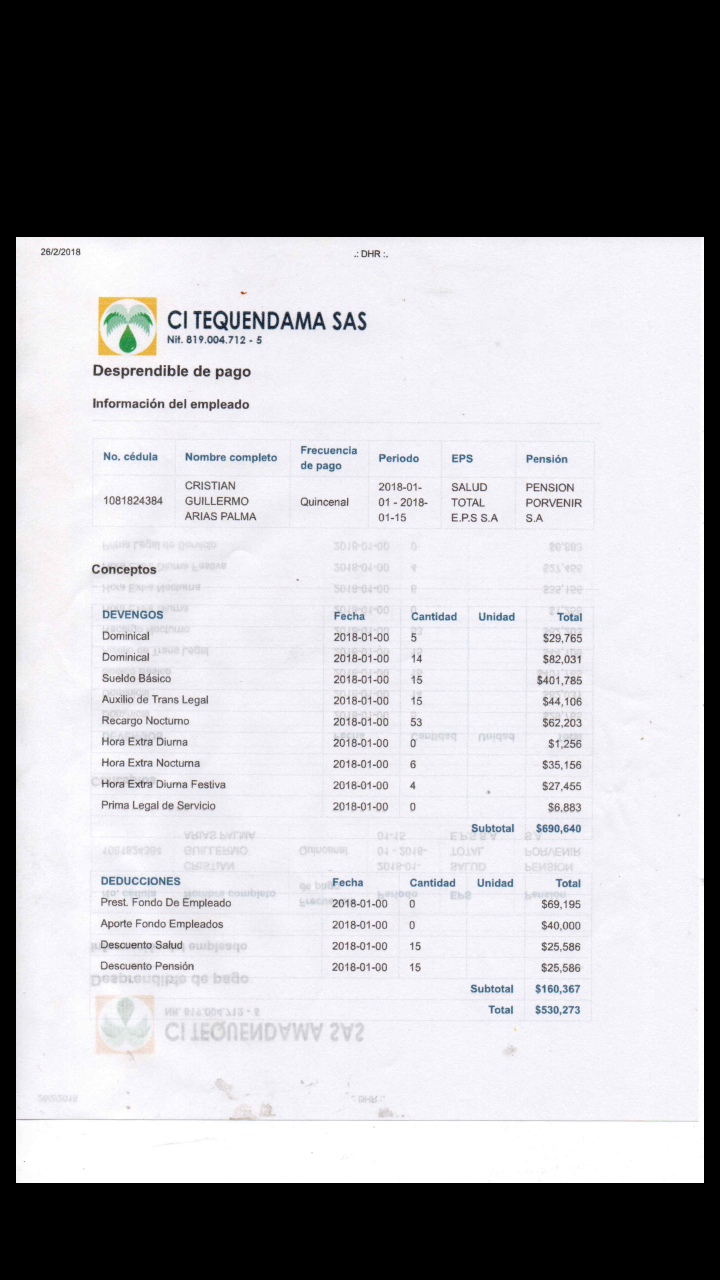 26/2/2018 .: DHR :.
CI TEQUENDAMA SAS
Nit. 819.004.712 - 5
Desprendible de pago
Información del empleado
No. cédula Nombre completo Frecuencia de pago Periodo EPS Pensión
1081824384 CRISTIAN GUILLERMO ARIAS PALMA Quincenal 2018-01-01 - 2018-01-15 SALUD TOTAL E.P.S S.A PENSION PORVENIR S.A
Conceptos
DEVENGOS Fecha Cantidad Unidad Total
Dominical 2018-01-00 5 $29,765
Dominical 2018-01-00 14 $82,031
Sueldo Básico 2018-01-00 15 $401,785
Auxilio de Trans Legal 2018-01-00 15 $44,106
Recargo Nocturno 2018-01-00 53 $62,203
Hora Extra Diurna 2018-01-00 0 $1,256
Hora Extra Nocturna 2018-01-00 6 $35,156
Hora Extra Diurna Festiva 2018-01-00 4 $27,455
Prima Legal de Servicio 2018-01-00 0 $6,883
Subtotal $690,640
DEDUCCIONES Fecha Cantidad Unidad Total
Prest. Fondo De Empleado 2018-01-00 0 $69,195
Aporte Fondo Empleados 2018-01-00 0 $40,000
Descuento Salud 2018-01-00 15 $25,586
Descuento Pensión 2018-01-00 15 $25,586
Subtotal $160,367
Total $530,273